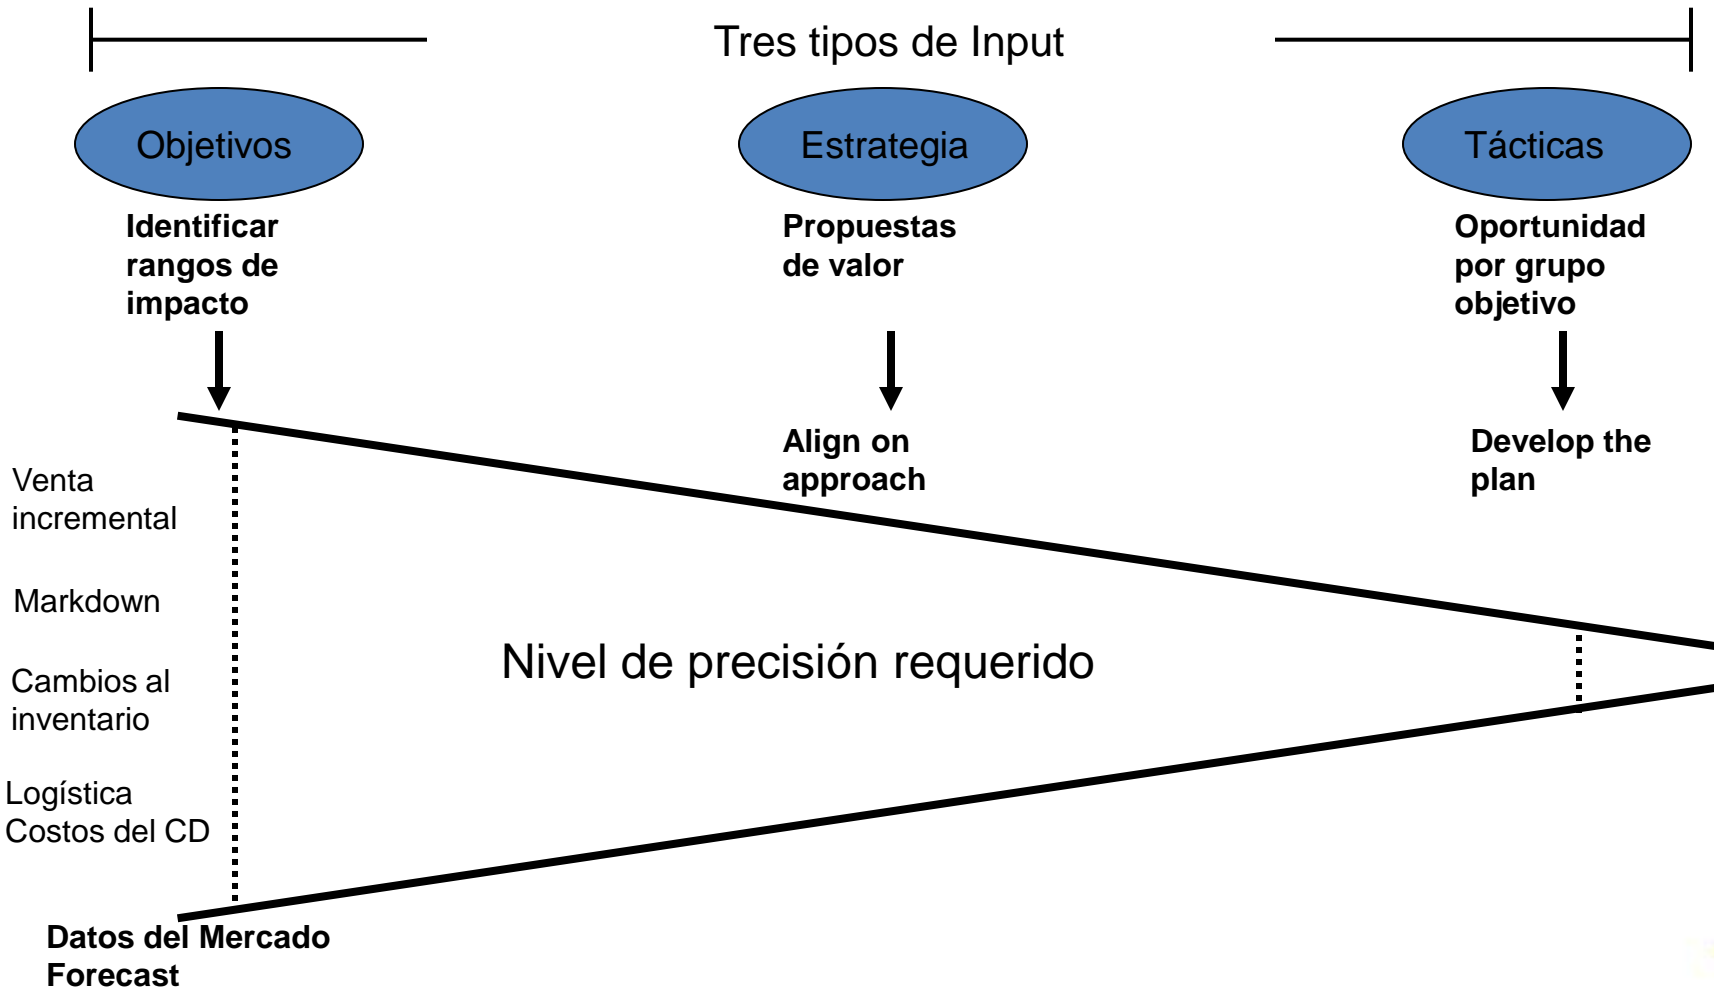 Tres tipos de Input
Objetivos
Estrategia
Tácticas
Identificar
rangos de
impacto
Propuestas
de valor
Oportunidad
por grupo
objetivo
Align on
approach
Develop the
plan
Venta
incremental
Markdown
Cambios al
inventario
Nivel de precisión requerido
Logística
Costos del CD
Datos del Mercado
Forecast